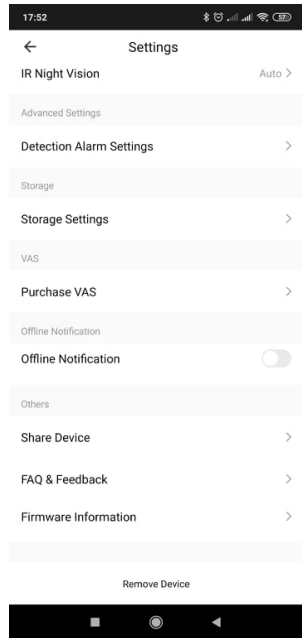 17:52
57
Settings
IR Night Vision
Auto
Advanced Settings
Detection Alarm Settings
Storage
Storage Settings
VAS
Purchase VAS
Offline Notification
Offline Notification
Others
Share Device
FAQ & Feedback
Firmware Information
Remove Device